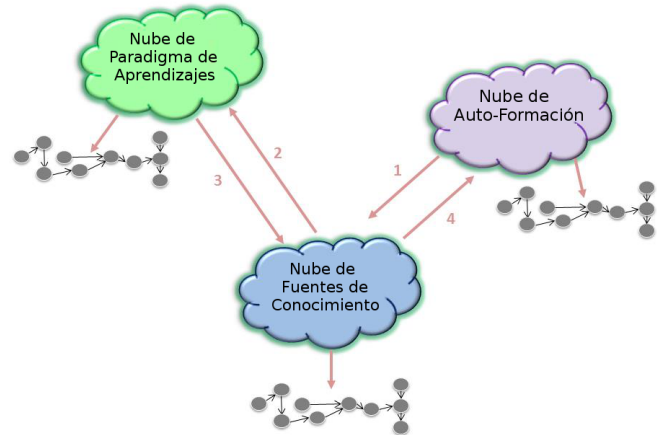 Nube de
Paradigma de
Aprendizajes
Nube de
Auto-Formación
1
2
3
4
Nube de
Fuentes de
Conocimiento